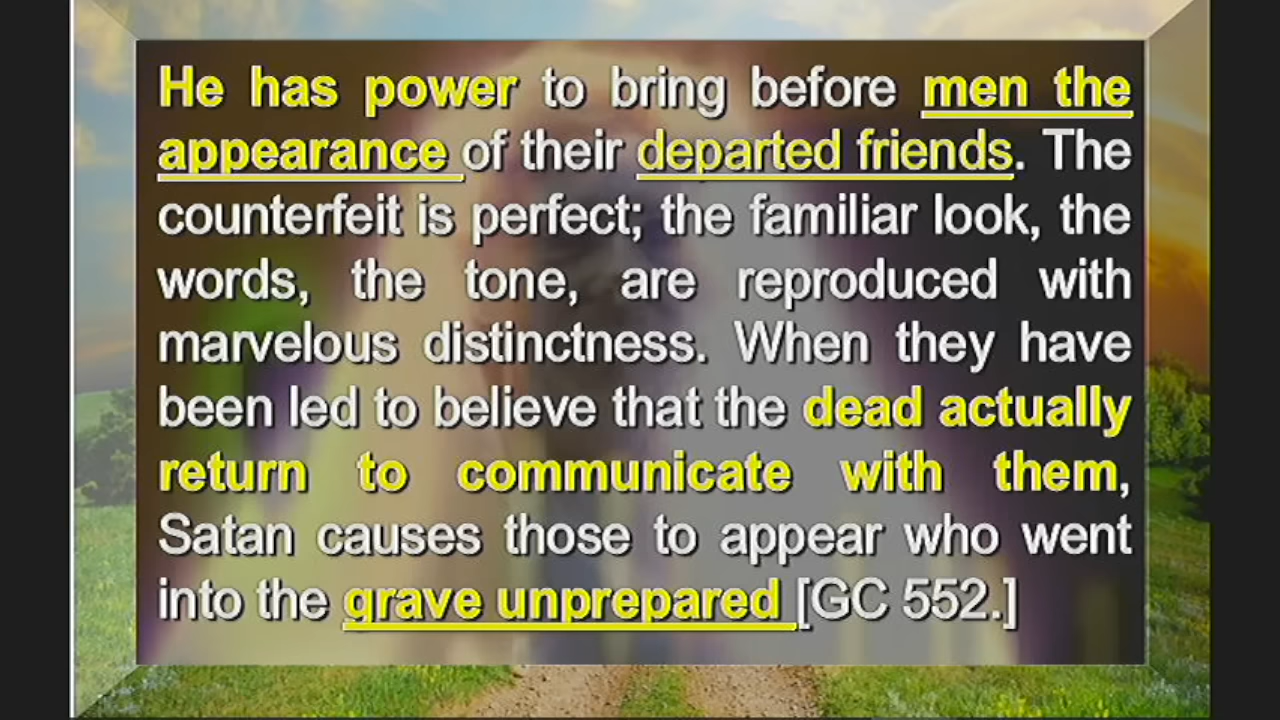 He has power to bring before men the
appearance of their departed friends. The
counterfeit is perfect; the familiar look, the
words, the tone, are reproduced with
marvelous distinctness. When they have
been led to believe that the dead actually
return to communicate with them,
Satan causes those to appear who went
into the grave unprepared [GC 552.]